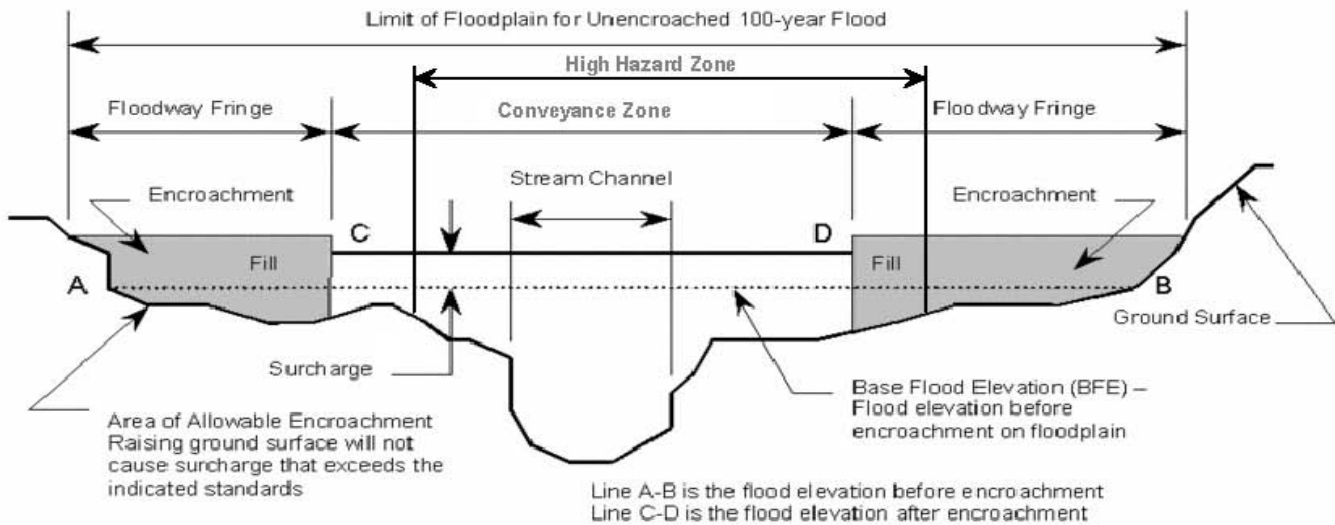 Limit of Floodplain for Unencroached 100-year Flood
High Hazard Zone
Floodway Fringe
Conveyance Zone
Floodway Fringe
Encroachment
Stream Channel
Encroachment
C
D
Fill
Fill
A
B
Ground Surface
Surcharge
Base Flood Elevation (BFE) –
Flood elevation before
encroachment on floodplain
Area of Allowable Encroachment
Raising ground surface will not
cause surcharge that exceeds the
indicated standards
Line A-B is the flood elevation before encroachment
Line C-D is the flood elevation after encroachment